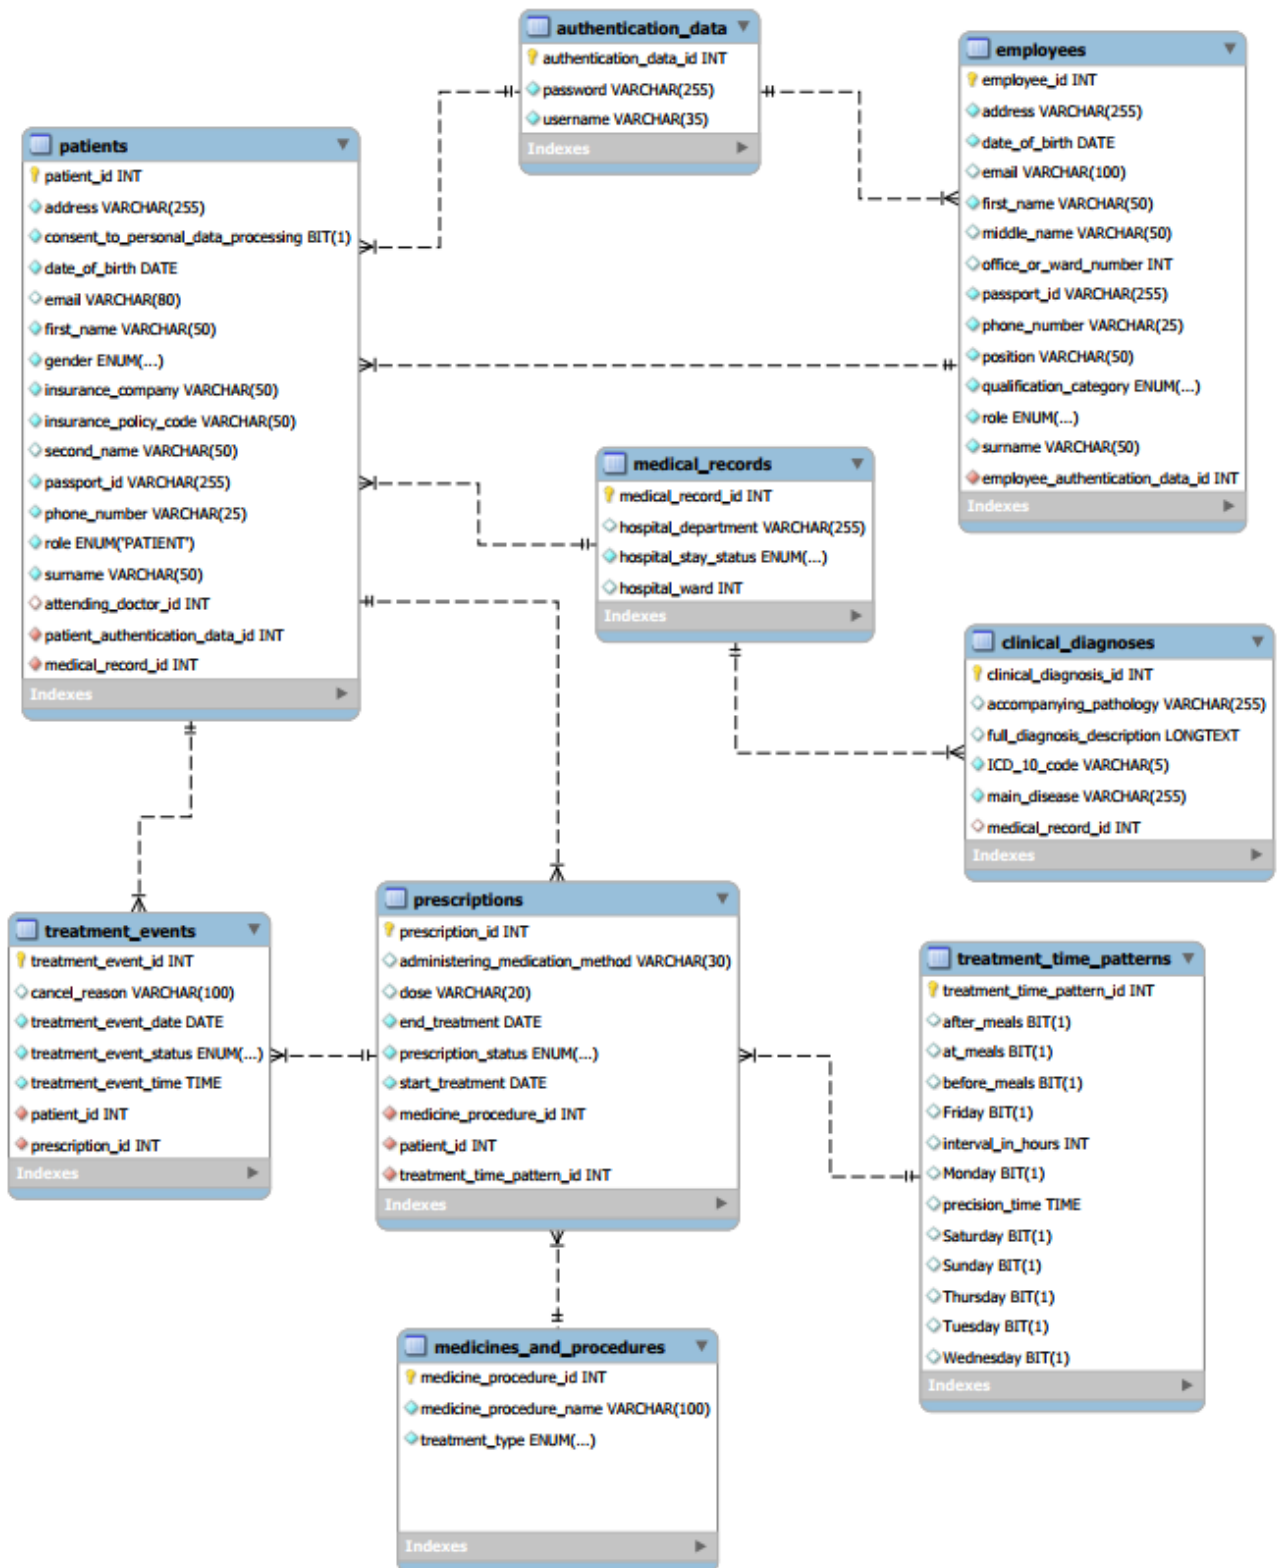 authentication_data
authentication_data_id INT
password VARCHAR(255)
username VARCHAR(35)
Indexes
employees
employee_id INT
address VARCHAR(255)
date_of_birth DATE
email VARCHAR(100)
first_name VARCHAR(50)
middle_name VARCHAR(50)
office_or_ward_number INT
passport_id VARCHAR(255)
phone_number VARCHAR(25)
position VARCHAR(50)
qualification_category ENUM(...)
role ENUM(...)
surname VARCHAR(50)
employee_authentication_data_id INT
Indexes
patients
patient_id INT
address VARCHAR(255)
consent_to_personal_data_processing BIT(1)
date_of_birth DATE
email VARCHAR(80)
first_name VARCHAR(50)
gender ENUM(...)
insurance_company VARCHAR(50)
insurance_policy_code VARCHAR(50)
second_name VARCHAR(50)
passport_id VARCHAR(255)
phone_number VARCHAR(25)
role ENUM('PATIENT')
surname VARCHAR(50)
attending_doctor_id INT
patient_authentication_data_id INT
medical_record_id INT
Indexes
medical_records
medical_record_id INT
hospital_department VARCHAR(255)
hospital_stay_status ENUM(...)
hospital_ward INT
Indexes
clinical_diagnoses
clinical_diagnosis_id INT
accompanying_pathology VARCHAR(255)
full_diagnosis_description LONGTEXT
ICD_10_code VARCHAR(5)
main_disease VARCHAR(255)
medical_record_id INT
Indexes
treatment_events
treatment_event_id INT
cancel_reason VARCHAR(100)
treatment_event_date DATE
treatment_event_status ENUM(...)
treatment_event_time TIME
patient_id INT
prescription_id INT
Indexes
prescriptions
prescription_id INT
administering_medication_method VARCHAR(30)
dose VARCHAR(20)
end_treatment DATE
prescription_status ENUM(...)
start_treatment DATE
medicine_procedure_id INT
patient_id INT
treatment_time_pattern_id INT
Indexes
treatment_time_patterns
treatment_time_pattern_id INT
after_meals BIT(1)
at_meals BIT(1)
before_meals BIT(1)
Friday BIT(1)
interval_in_hours INT
Monday BIT(1)
precision_time TIME
Saturday BIT(1)
Sunday BIT(1)
Thursday BIT(1)
Tuesday BIT(1)
Wednesday BIT(1)
Indexes
medicines_and_procedures
medicine_procedure_id INT
medicine_procedure_name VARCHAR(100)
treatment_type ENUM(...)
Indexes